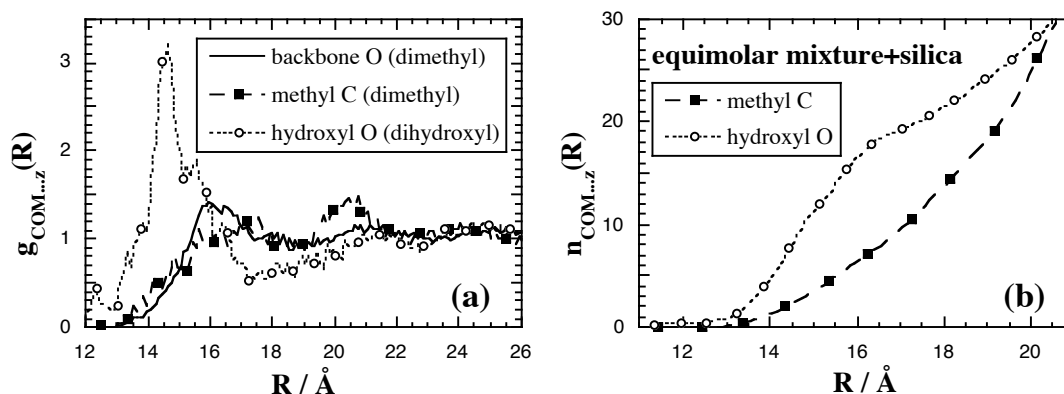 3
2
1
0
12 14 16 18 20 22 24 26
g_COM...z(R)
R / Å
backbone O (dimethyl)
methyl C (dimethyl)
hydroxyl O (dihydroxyl)
(a)
30
20
10
0
12 14 16 18 20
n_COM...z(R)
R / Å
equimolar mixture+silica
methyl C
hydroxyl O
(b)